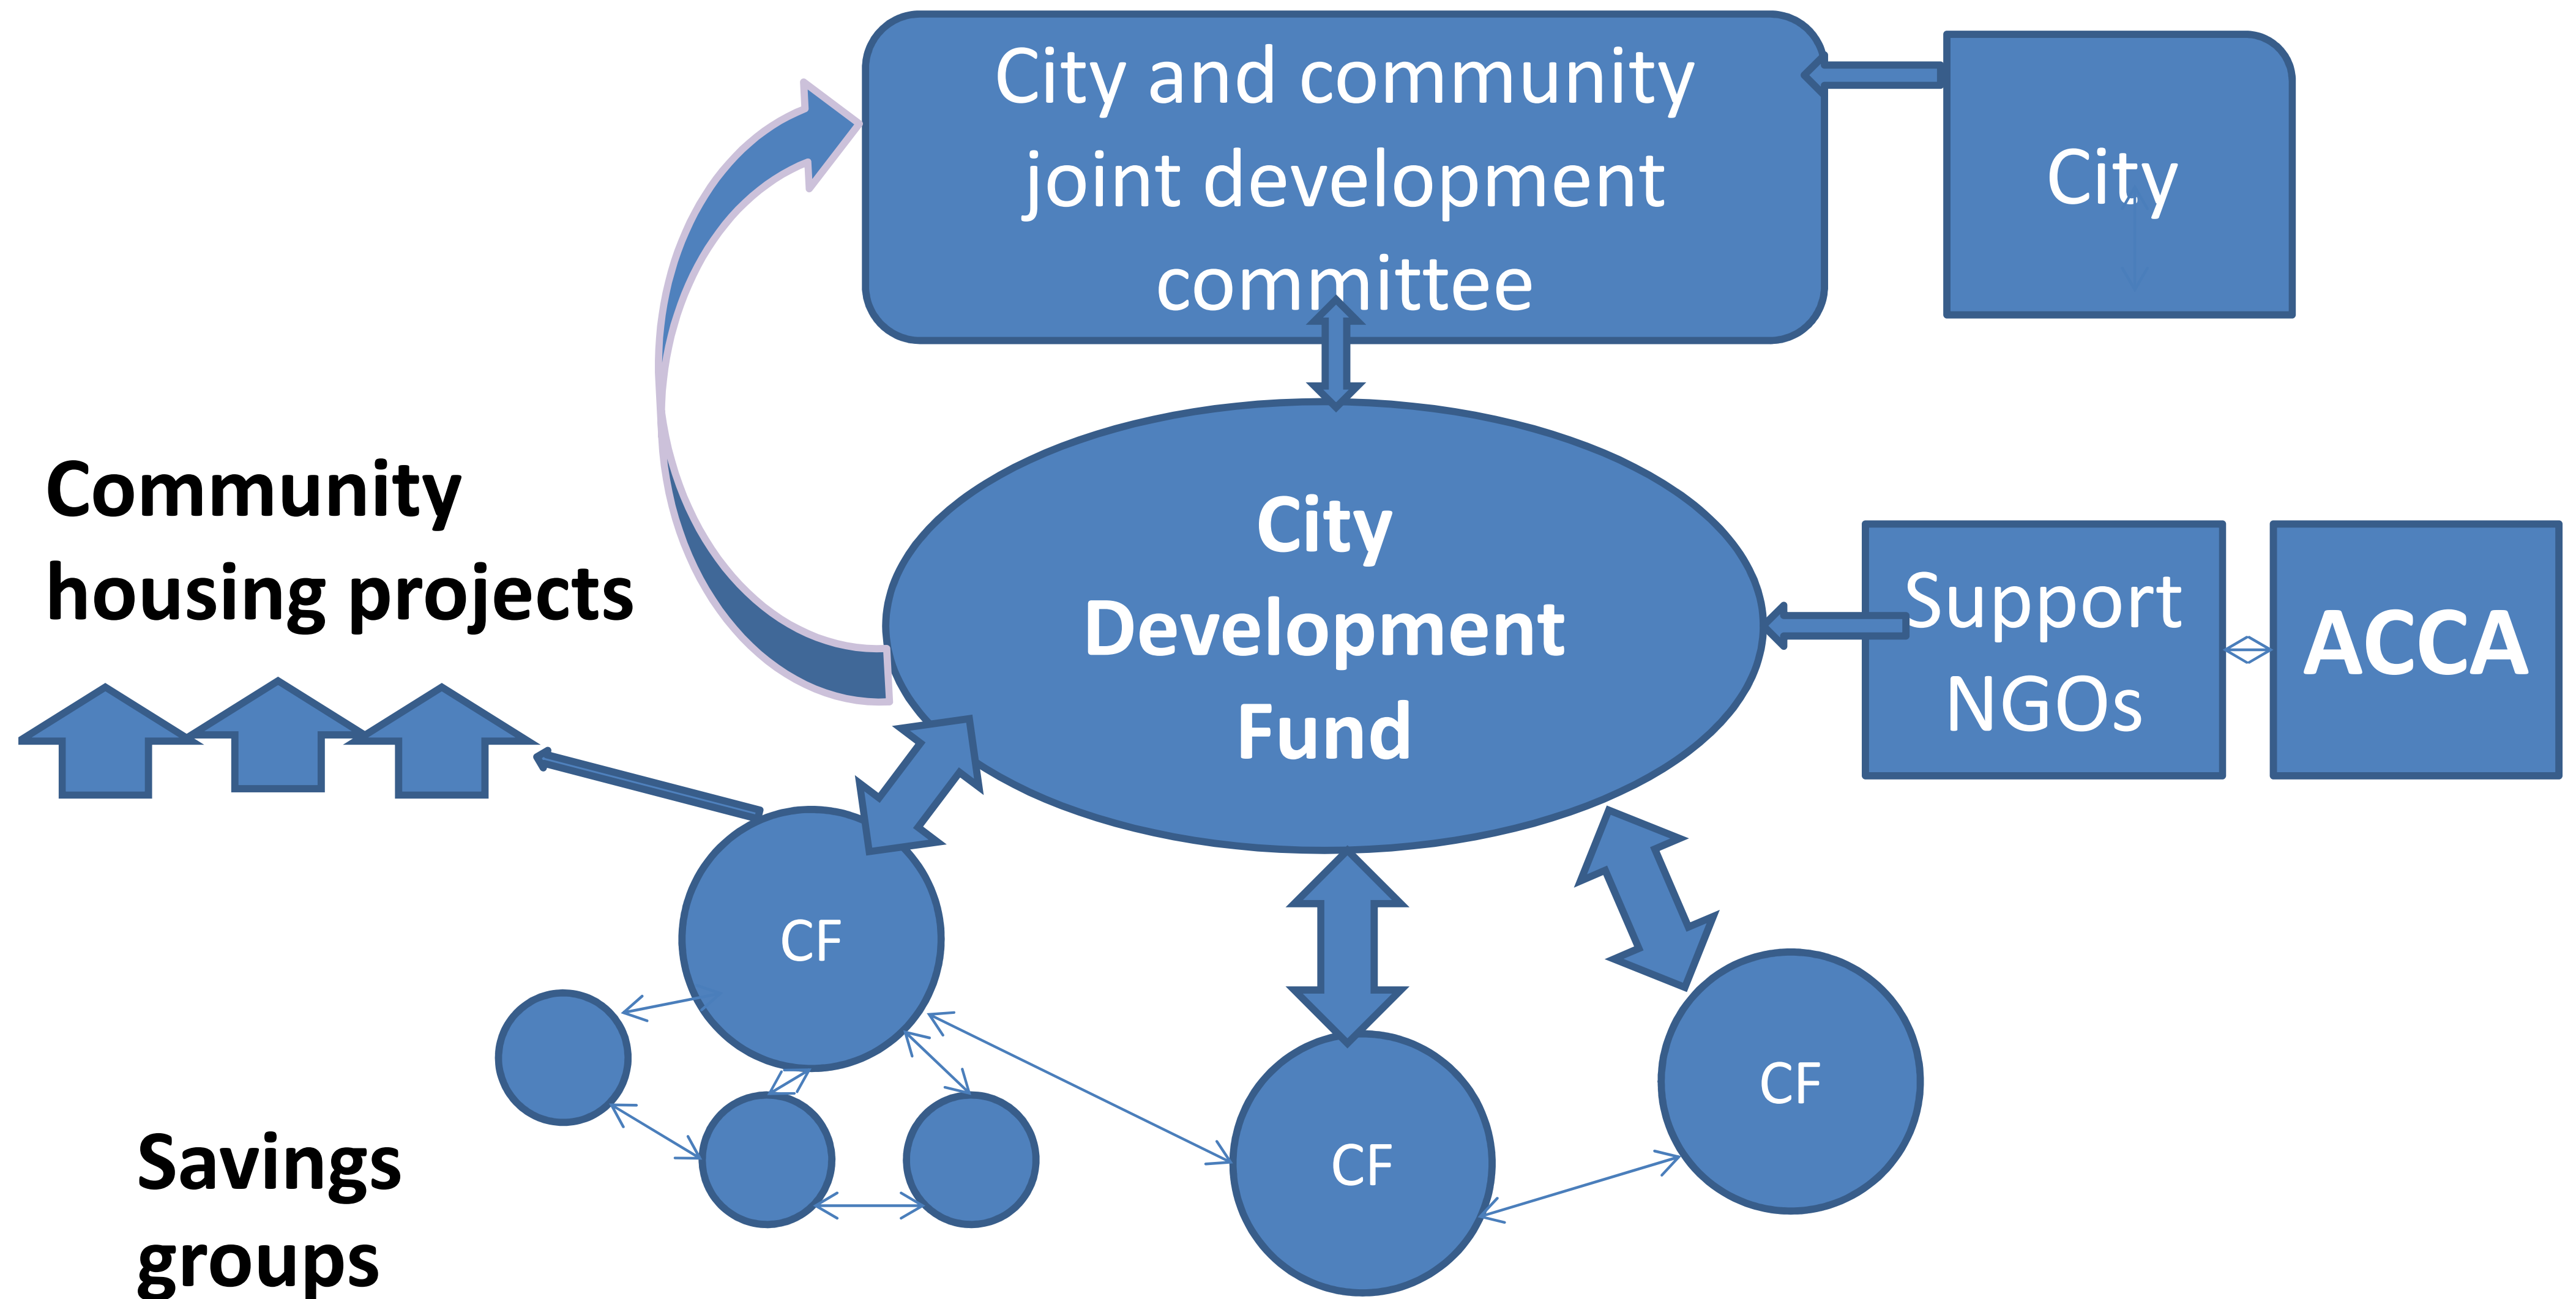 City and community
joint development
committee
City
Community
housing projects
City
Development
Fund
Support
NGOs
ACCA
CF
CF
CF
Savings
groups